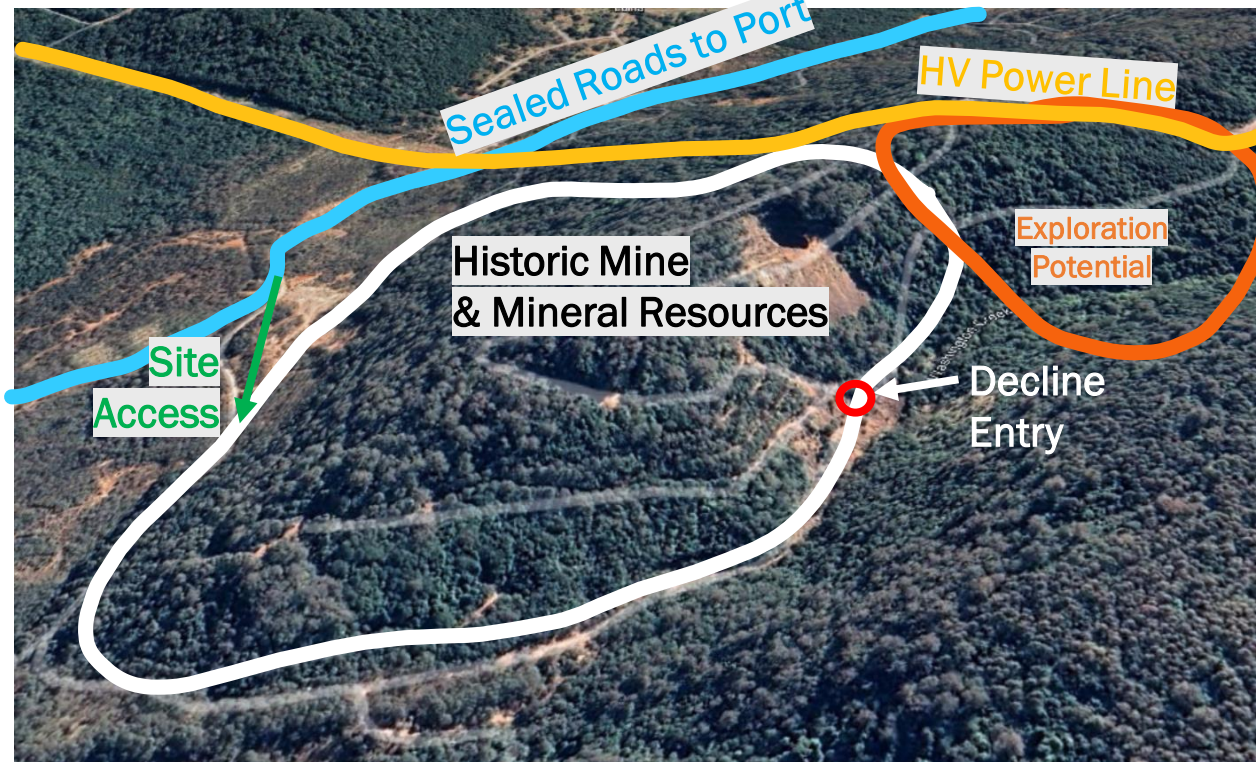 Sealed Roads to Port
HV Power Line
Exploration
Potential
Historic Mine
& Mineral Resources
Site
Access
Decline
Entry